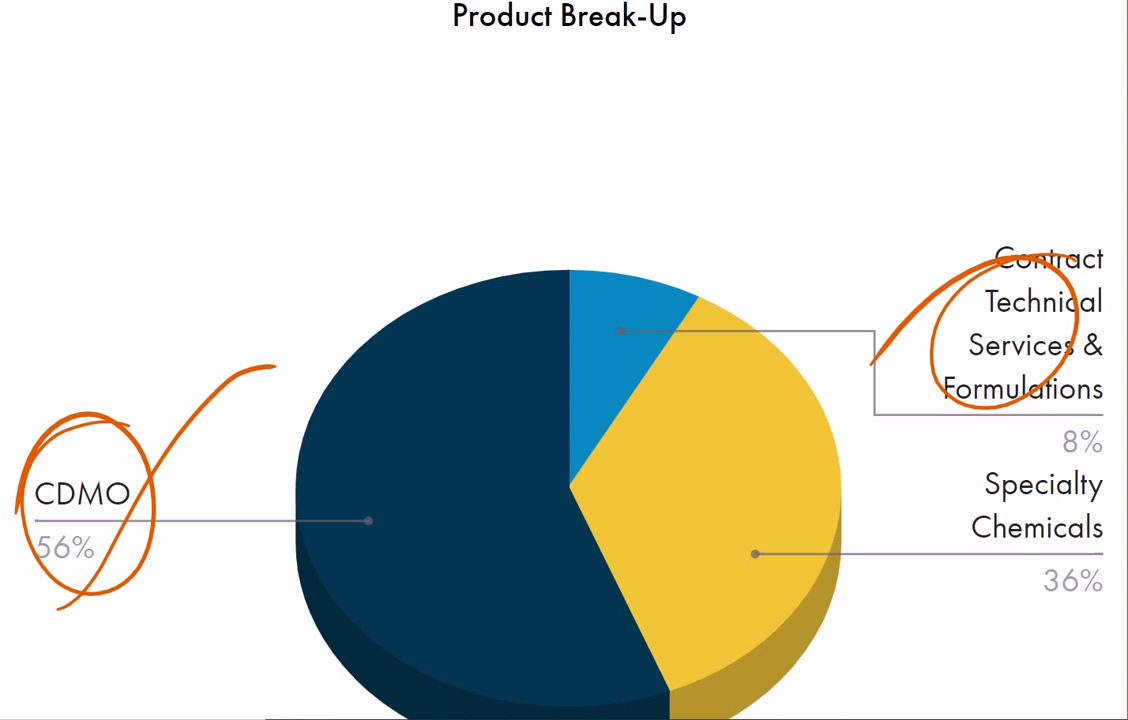 Product Break-Up
Contract
Technical
Services &
Formulations
8%
CDMO
56%
Specialty
Chemicals
36%